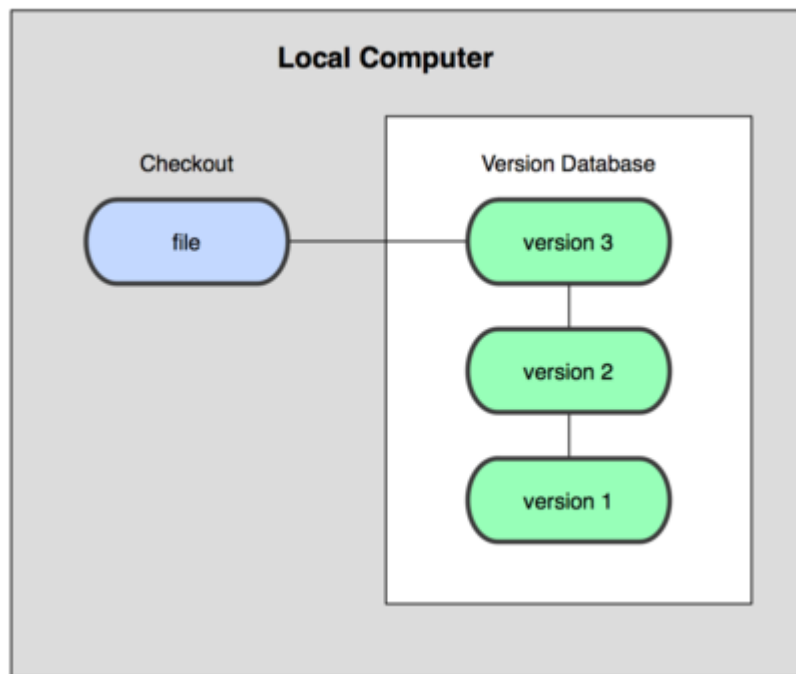 Local Computer
Checkout
Version Database
file
version 3
version 2
version 1